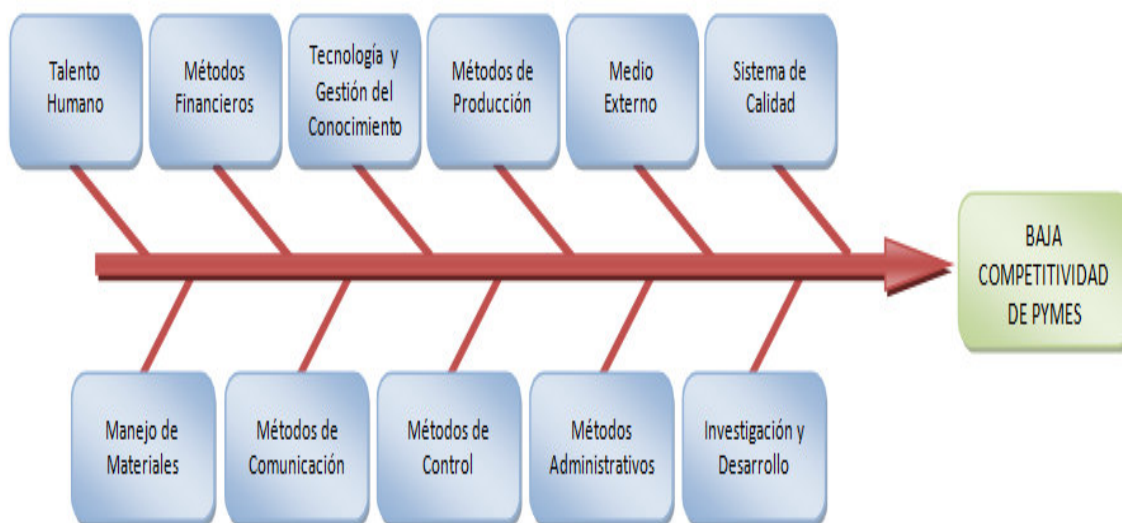 Talento
Humano
Métodos
Financieros
Tecnología y
Gestión del
Conocimiento
Métodos de
Producción
Medio
Externo
Sistema de
Calidad
BAJA
COMPETITIVIDAD
DE PYMES
Manejo de
Materiales
Métodos de
Comunicación
Métodos de
Control
Métodos
Administrativos
Investigación y
Desarrollo